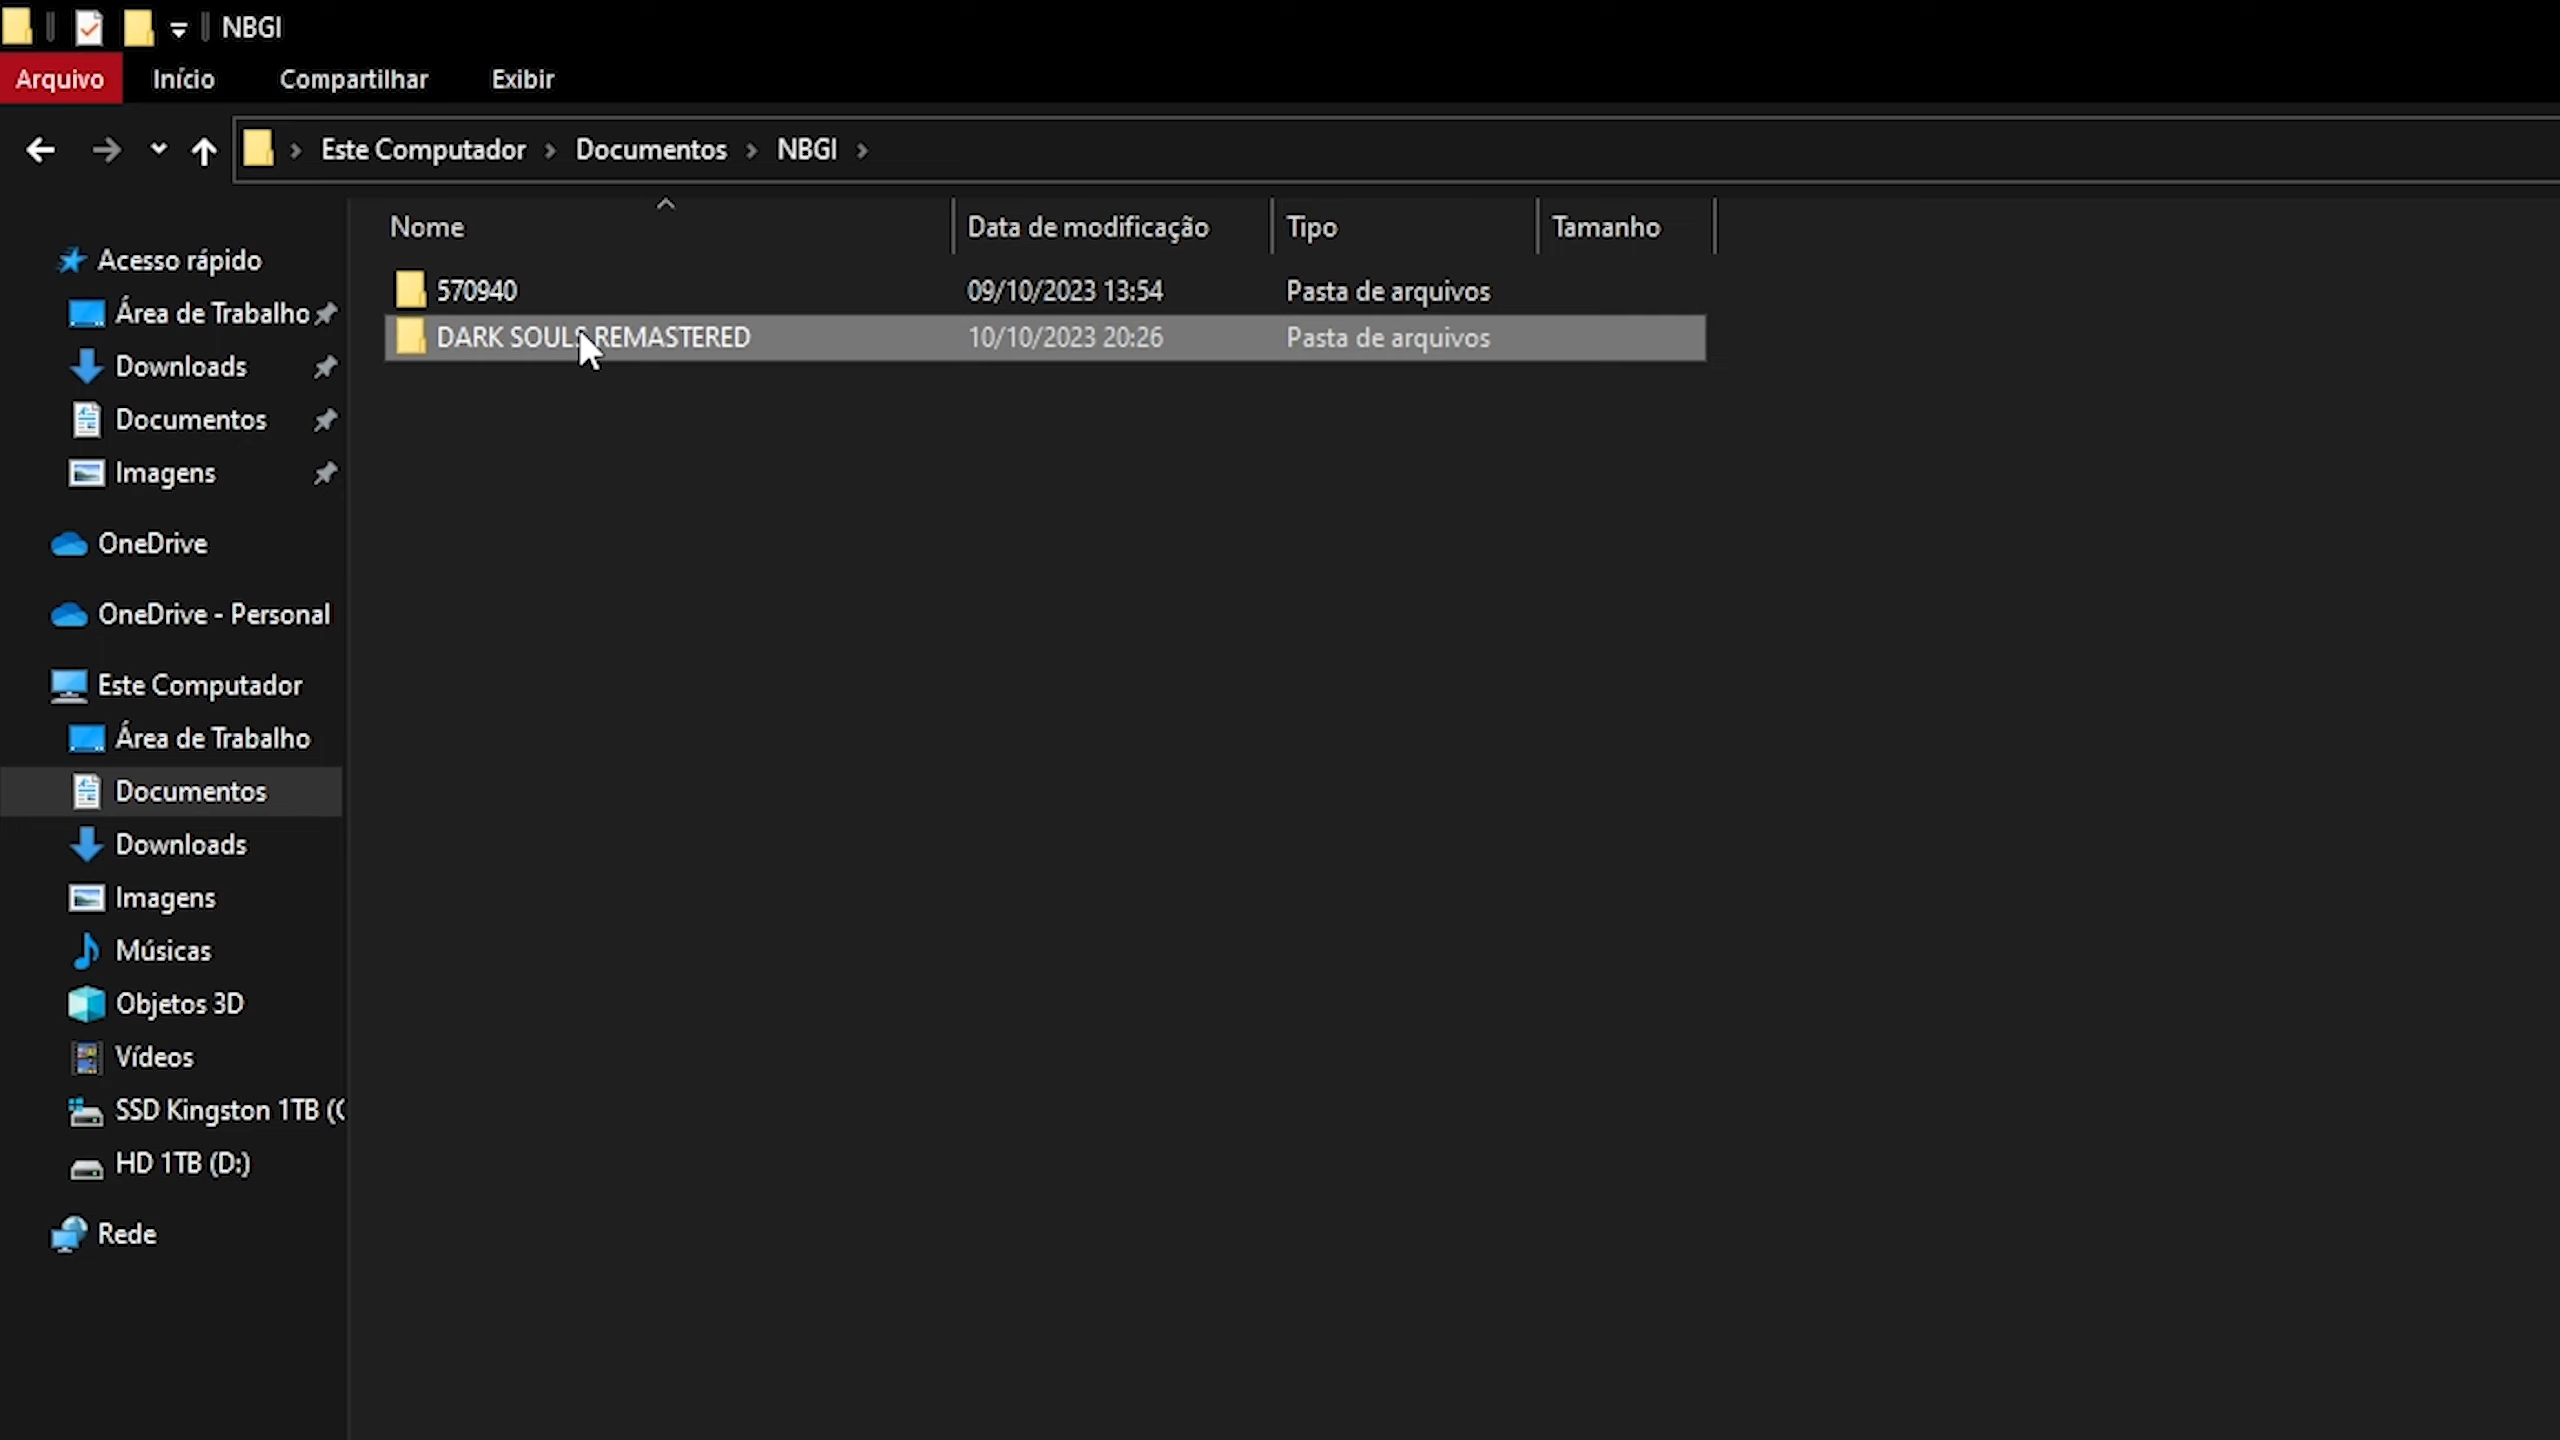 NBGI
Arquivo Início Compartilhar Exibir
Este Computador Documentos NBGI
Nome Data de modificação Tipo Tamanho
570940 09/10/2023 13:54 Pasta de arquivos
DARK SOULS REMASTERED 10/10/2023 20:26 Pasta de arquivos
Acesso rápido
Área de Trabalho
Downloads
Documentos
Imagens
OneDrive
OneDrive - Personal
Este Computador
Área de Trabalho
Documentos
Downloads
Imagens
Músicas
Objetos 3D
Vídeos
SSD Kingston 1TB (
HD 1TB (D:)
Rede